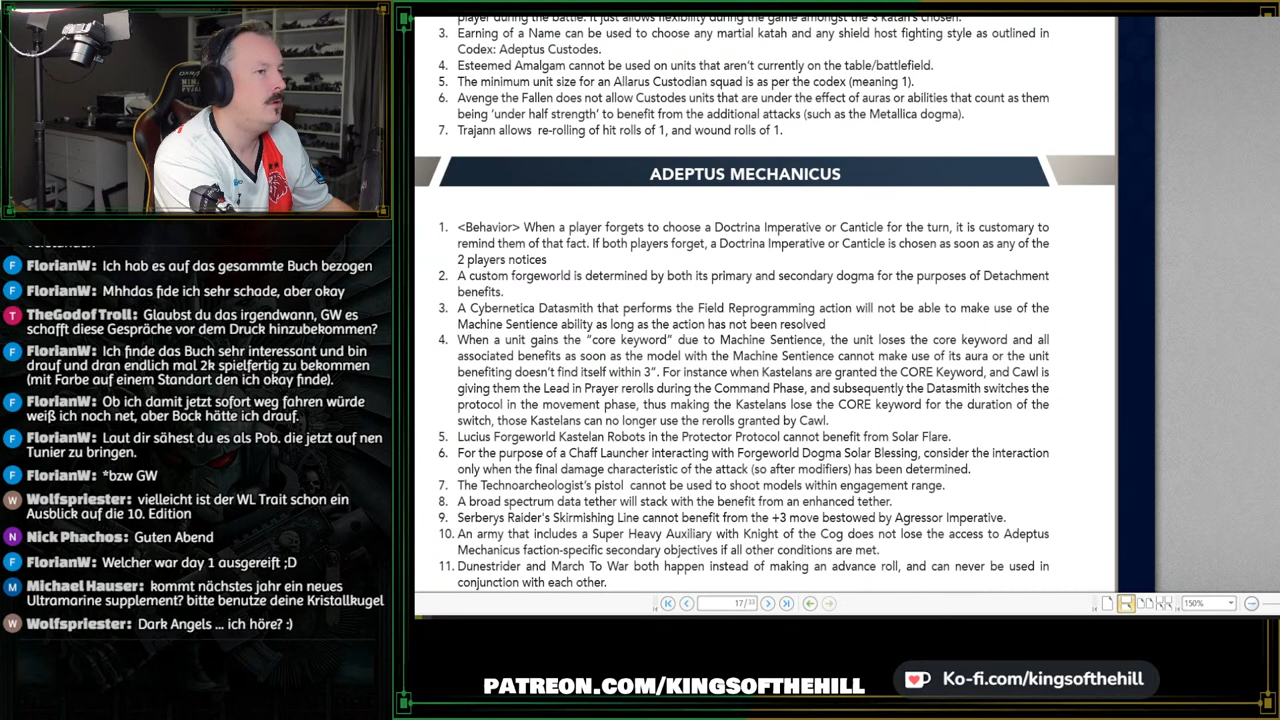 player during the battle. It just allows flexibility during the game amongst the 3 katah's chosen.
3. Earning of a Name can be used to choose any martial katah and any shield host fighting style as outlined in
Codex: Adeptus Custodes.
4. Esteemed Amalgam cannot be used on units that aren't currently on the table/battlefield.
5. The minimum unit size for an Allarus Custodian squad is as per the codex (meaning 1).
6. Avenge the Fallen does not allow Custodes units that are under the effect of auras or abilities that count as them
being 'under half strength' to benefit from the additional attacks (such as the Metallica dogma).
7. Trajann allows re-rolling of hit rolls of 1, and wound rolls of 1.
ADEPTUS MECHANICUS
1. <Behavior> When a player forgets to choose a Doctrina Imperative or Canticle for the turn, it is customary to
remind them of that fact. If both players forget, a Doctrina Imperative or Canticle is chosen as soon as any of the
2 players notices
2. A custom forgeworld is determined by both its primary and secondary dogma for the purposes of Detachment
benefits.
3. A Cybernetica Datasmith that performs the Field Reprogramming action will not be able to make use of the
Machine Sentience ability as long as the action has not been resolved
4. When a unit gains the "core keyword" due to Machine Sentience, the unit loses the core keyword and all
associated benefits as soon as the model with the Machine Sentience cannot make use of its aura or the unit
benefiting doesn't find itself within 3". For instance when Kastelans are granted the CORE Keyword, and Cawl is
giving them the Lead in Prayer rerolls during the Command Phase, and subsequently the Datasmith switches the
protocol in the movement phase, thus making the Kastelans lose the CORE keyword for the duration of the
switch, those Kastelans can no longer use the rerolls granted by Cawl.
5. Lucius Forgeworld Kastelan Robots in the Protector Protocol cannot benefit from Solar Flare.
6. For the purpose of a Chaff Launcher interacting with Forgeworld Dogma Solar Blessing, consider the interaction
only when the final damage characteristic of the attack (so after modifiers) has been determined.
7. The Technoarcheologist's pistol cannot be used to shoot models within engagement range.
8. A broad spectrum data tether will stack with the benefit from an enhanced tether.
9. Serberys Raider's Skirmishing Line cannot benefit from the +3 move bestowed by Agressor Imperative.
10. An army that includes a Super Heavy Auxiliary with Knight of the Cog does not lose the access to Adeptus
Mechanicus faction-specific secondary objectives if all other conditions are met.
11. Dunestrider and March To War both happen instead of making an advance roll, and can never be used in
conjunction with each other.
17/33
150%
F FlorianW: Ich hab es auf das gesammte Buch bezogen
F FlorianW: Mhhdas fide ich sehr schade, aber okay
T TheGodofTroll: Glaubst du das irgendwann, GW es
schafft diese Gespräche vor dem Druck hinzubekommen?
F FlorianW: Ich finde das Buch sehr interessant und bin
drauf und dran endlich mal 2k spielfertig zu bekommen
(mit Farbe auf einem Standart den ich okay finde).
F FlorianW: Ob ich damit jetzt sofort weg fahren würde
weiß ich noch net, aber Bock hätte ich drauf.
F FlorianW: Laut dir sähest du es als Pob. die jetzt auf nen
Tunier zu bringen.
F FlorianW: *bzw GW
W Wolfspriester: vielleicht ist der WL Trait schon ein
Ausblick auf die 10. Edition
N Nick Phachos: Guten Abend
F FlorianW: Welcher war day 1 ausgereift ;D
M Michael Hauser: kommt nächstes jahr ein neues
Ultramarine supplement? bitte benutze deine Kristallkugel
W Wolfspriester: Dark Angels ... ich höre? :)
PATREON.COM/KINGSOFTHEHILL
Ko-fi.com/kingsofthehill